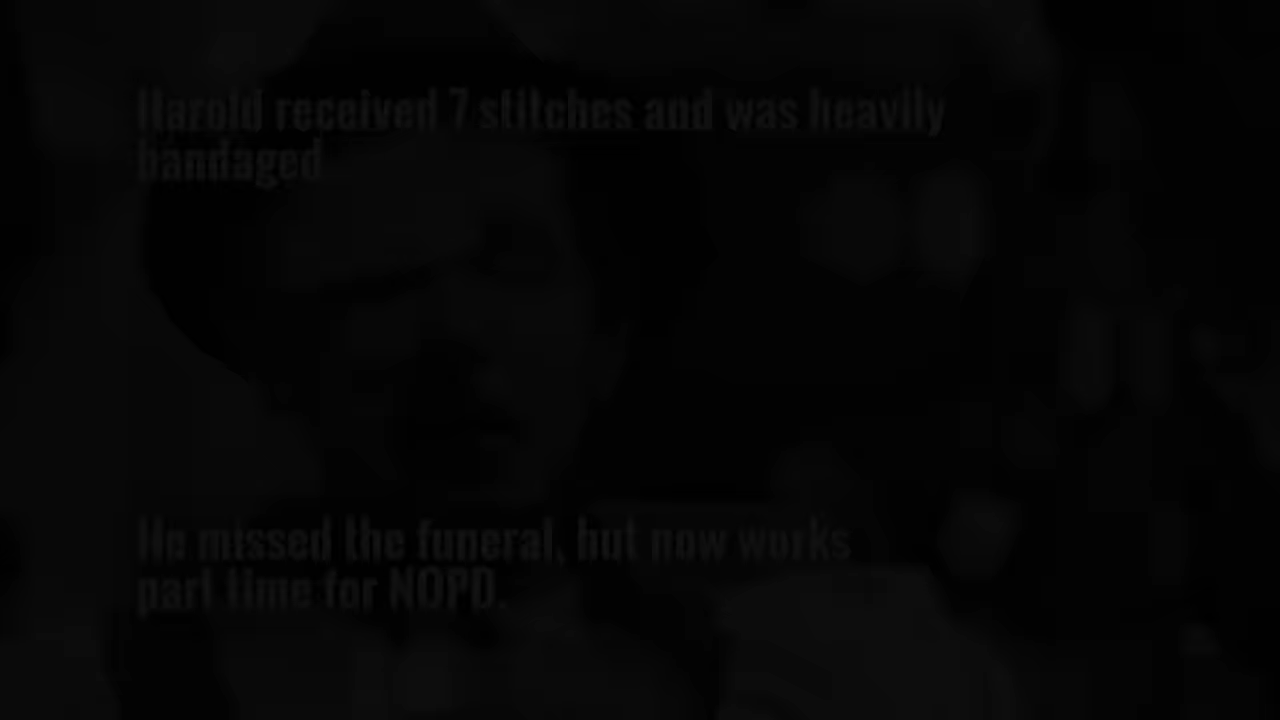 Harold received 7 stitches and was heavily
bandaged
He missed the funeral, but now works
part time for NOPD.